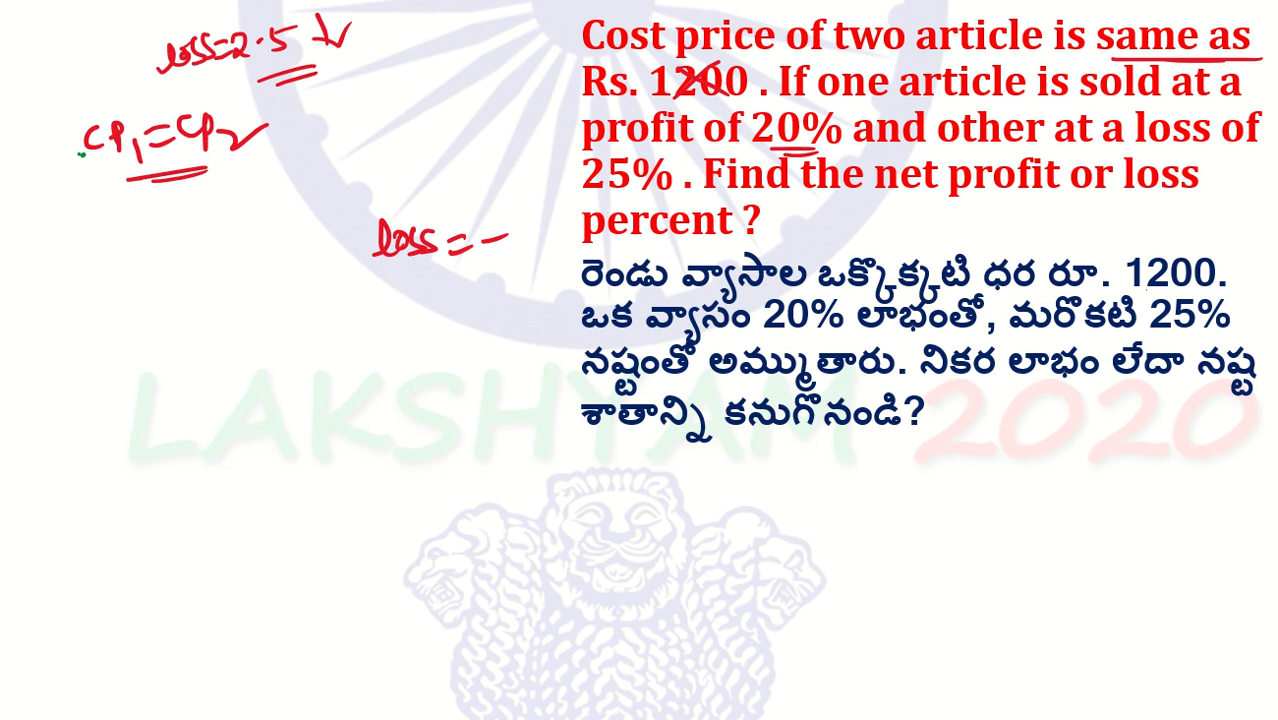 loss=2.5
CP1=CP2
loss = -
Cost price of two article is same as
Rs. 1200 . If one article is sold at a
profit of 20% and other at a loss of
25% . Find the net profit or loss
percent ?
రెండు వ్యాసాల ఒక్కొక్కటి ధర రూ. 1200.
ఒక వ్యాసం 20% లాభంతో, మరొకటి 25%
నష్టంతో అమ్ముతారు. నికర లాభం లేదా నష్ట
శాతాన్ని కనుగొనండి?
LAKSHYAM 2020